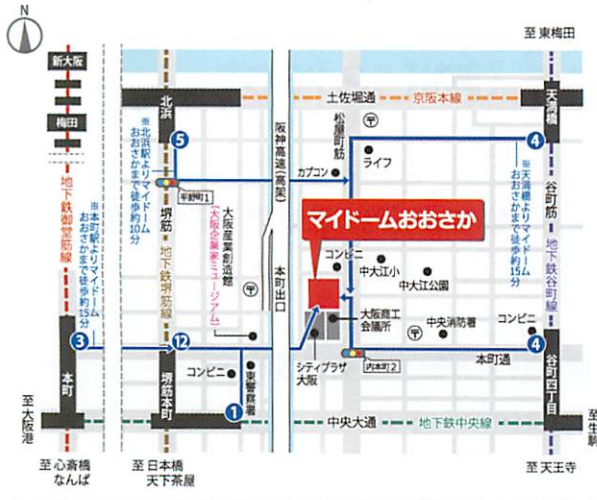 N
至 東梅田
新大阪
梅田
北浜
土佐堀通
京阪本線
天満橋
5
※北浜駅よりマイドーム
おおさかまで徒歩約10分
阪神高速(高架)
松屋町筋
〒
ライフ
カプコン
4
※天満橋よりマイドーム
おおさかまで徒歩約15分
谷町筋
地下鉄谷町線
平野町1
堺筋
地下鉄堺筋線
地下鉄御堂筋線
※本町駅よりマイドーム
おおさかまで徒歩約15分
大阪産業創造館
(大阪企業家ミュージアム)
〒
本町出口
マイドームおおさか
コンビニ
中大江小
中大江公園
大阪商工
会議所
〒
中央消防署
コンビニ
3
12
4
本町通
シティプラザ
大阪
内本町2
本町
堺筋本町
コンビニ
東警察署
1
谷町四丁目
至 大阪港
中央大通
地下鉄中央線
至 生駒
至 心斎橋
なんば
至 日本橋
天下茶屋
至 天王寺